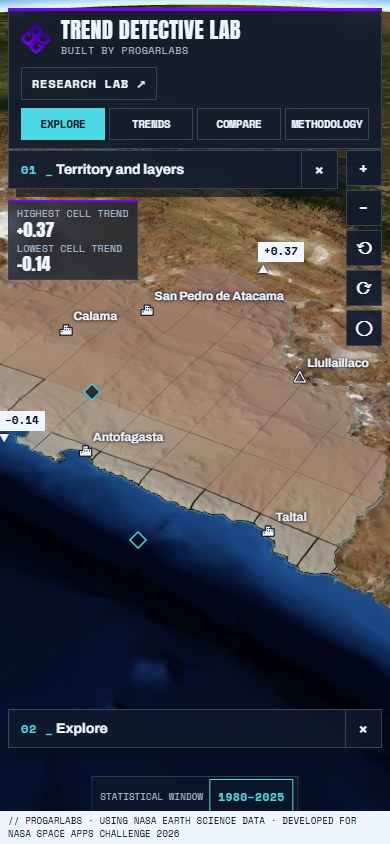 TREND DETECTIVE LAB
BUILT BY PROGARLABS
RESEARCH LAB ↗
EXPLORE
TRENDS
COMPARE
METHODOLOGY
01 _ Territory and layers
×
+
−
HIGHEST CELL TREND
+0.37
LOWEST CELL TREND
-0.14
+0.37
San Pedro de Atacama
Calama
Llullaillaco
-0.14
Antofagasta
Taltal
02 _ Explore
×
STATISTICAL WINDOW 1980–2025
// PROGARLABS · USING NASA EARTH SCIENCE DATA · DEVELOPED FOR
NASA SPACE APPS CHALLENGE 2026